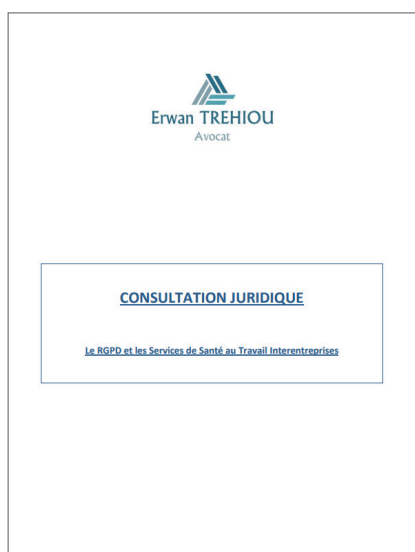 Erwan TREHIOU
Avocat
CONSULTATION JURIDIQUE
Le RGPD et les Services de Santé au Travail Interentreprises